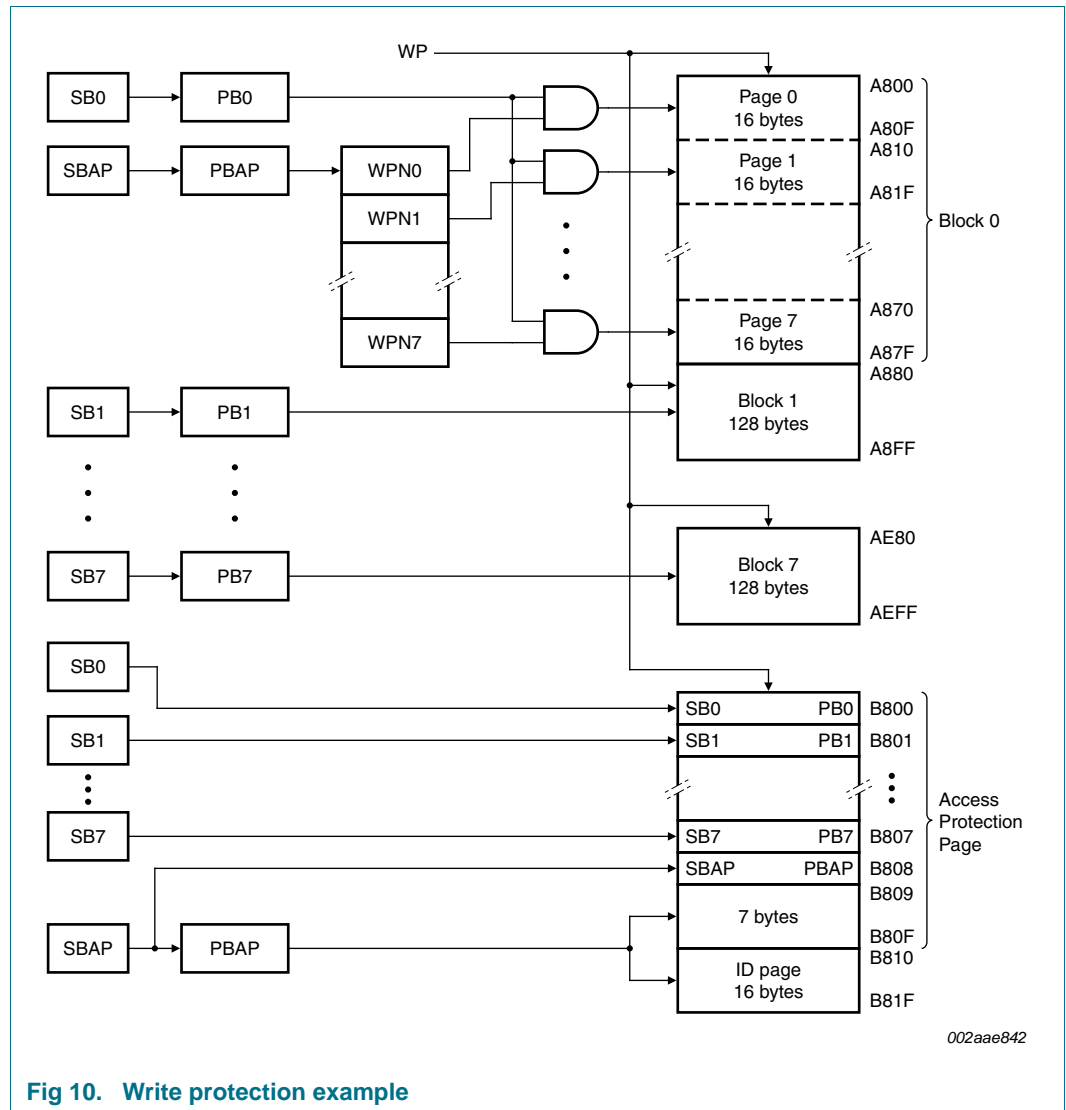 WP
SB0
PB0
SBAP
PBAP
WPN0
WPN1
WPN7
Page 0
16 bytes
A800
A80F
Page 1
16 bytes
A810
A81F
Block 0
Page 7
16 bytes
A870
A87F
SB1
PB1
Block 1
128 bytes
A880
A8FF
SB7
PB7
Block 7
128 bytes
AE80
AEFF
SB0
SB0 PB0 B800
SB1
SB1 PB1 B801
SB7
SB7 PB7 B807
Access
Protection
Page
SBAP PBAP B808
SBAP
PBAP
7 bytes
B809
B80F
ID page
16 bytes
B810
B81F
002aae842
Fig 10. Write protection example